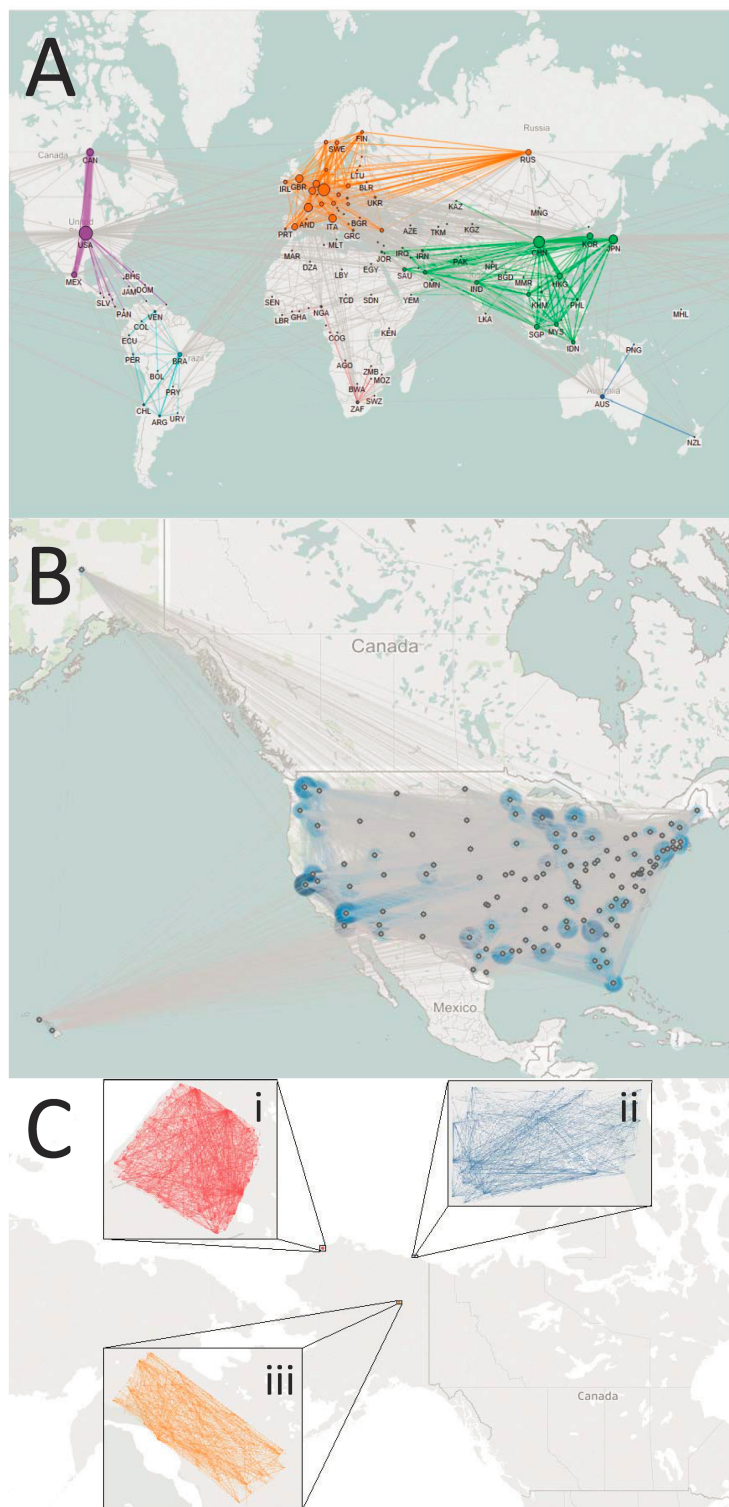 A
Russia
Canada
FIN
SWE
CAN
RUS
LTU
IRL
GBR
BLR
UKR
KAZ
MNG
United
USA
PRT
AND
ITA
BGR
GRC
AZE
TKM
KGZ
CHN
KOR
JPN
MLT
MAR
JOR
IRQ
IRN
PAK
MEX
BHS
DZA
LBY
EGY
SAU
NPL
BGD
HKG
JAM
DOM
OMN
IND
MMR
SLV
SEN
TCD
SDN
YEM
KHM
PHL
PAN
VEN
LBR
GHA
NGA
LKA
MHL
COL
COG
KEN
SGP
MYS
ECU
IDN
PNG
PER
BRA
BOL
AGO
ZMB
MOZ
PRY
BWA
Australia
CHL
ZAF
SWZ
AUS
ARG
URY
NZL
B
Canada
Mexico
C
i
ii
iii
Canada